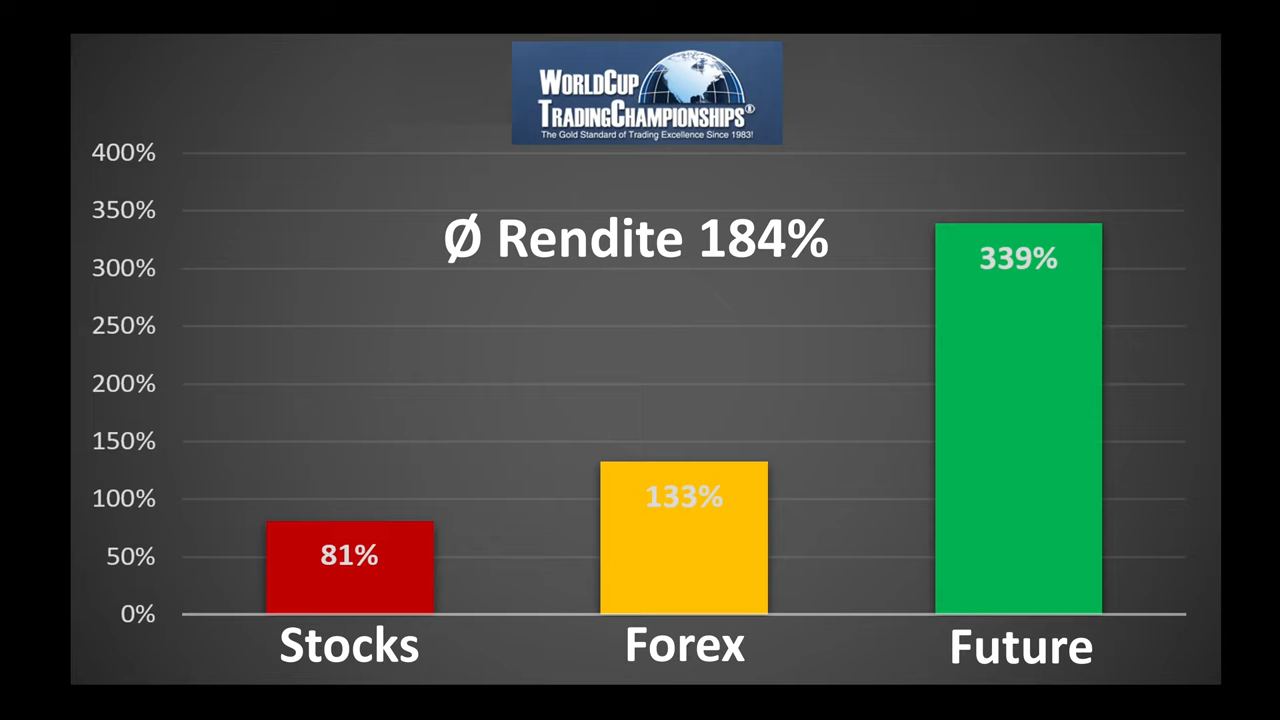 WORLDCUP
TRADINGCHAMPIONSHIPS®
The Gold Standard of Trading Excellence Since 1983!
400%
350%
300%
250%
200%
150%
100%
50%
0%
Ø Rendite 184%
81%
133%
339%
Stocks
Forex
Future